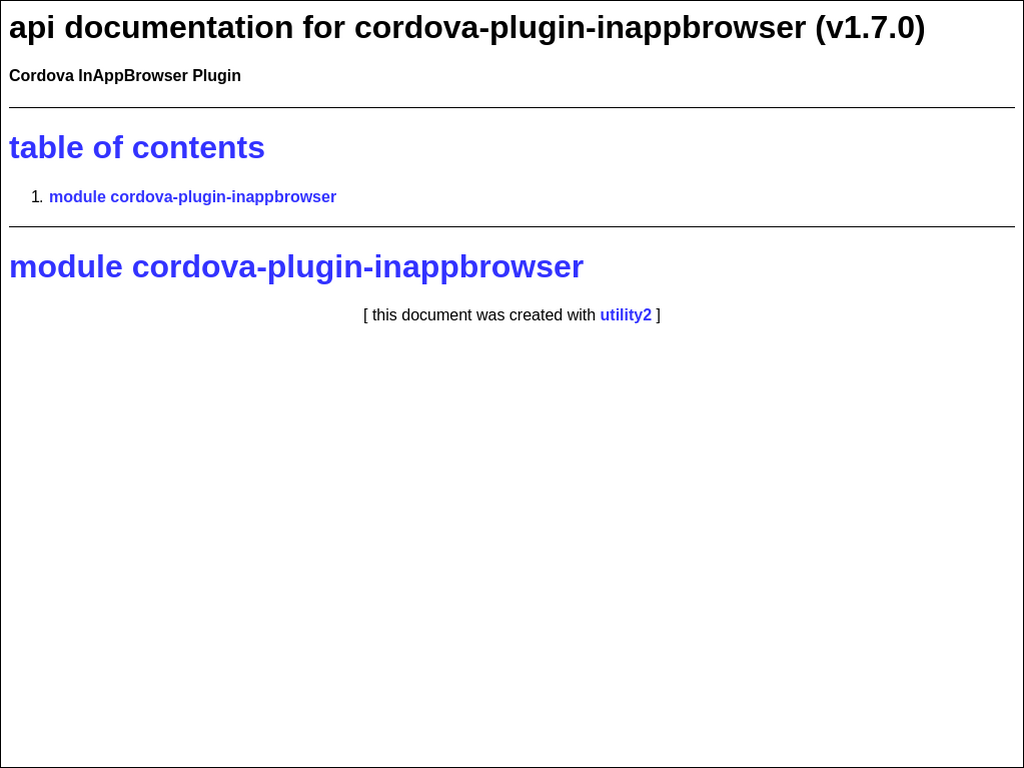 api documentation for cordova-plugin-inappbrowser (v1.7.0)
Cordova InAppBrowser Plugin
table of contents
1. module cordova-plugin-inappbrowser
module cordova-plugin-inappbrowser
[ this document was created with utility2 ]